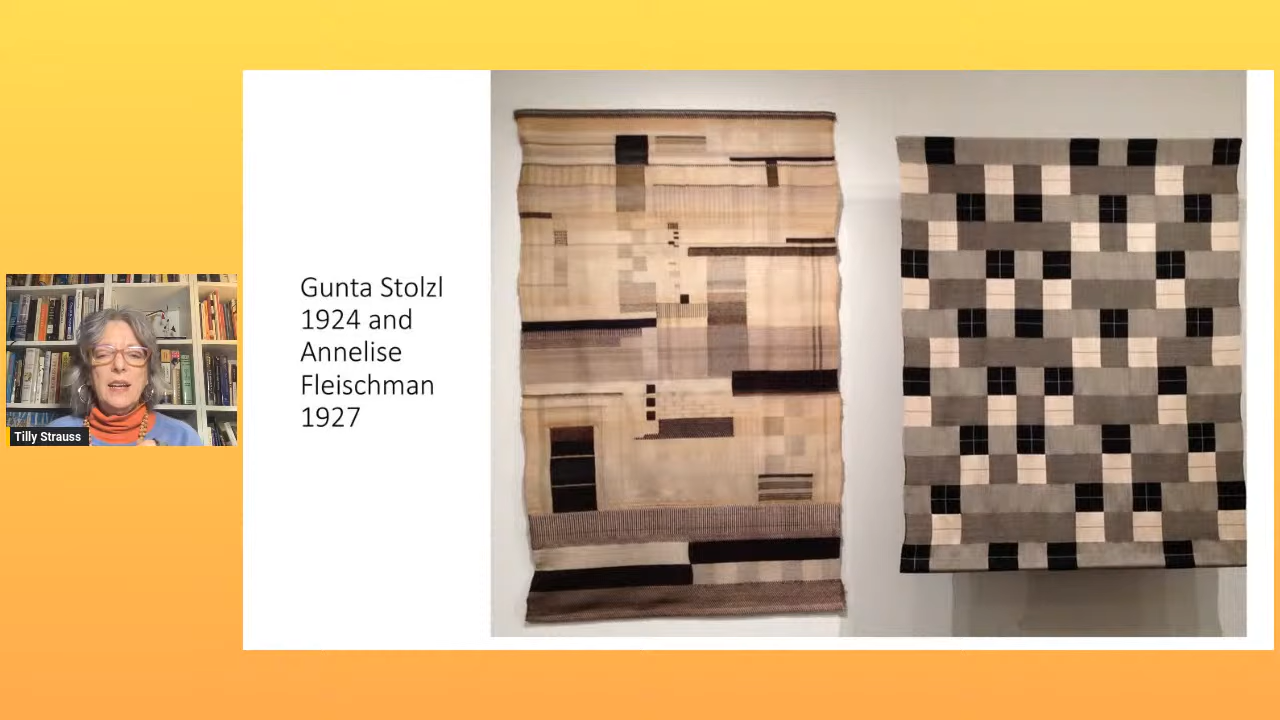 Gunta Stolzl
1924 and
Annelise
Fleischman
1927
Tilly Strauss